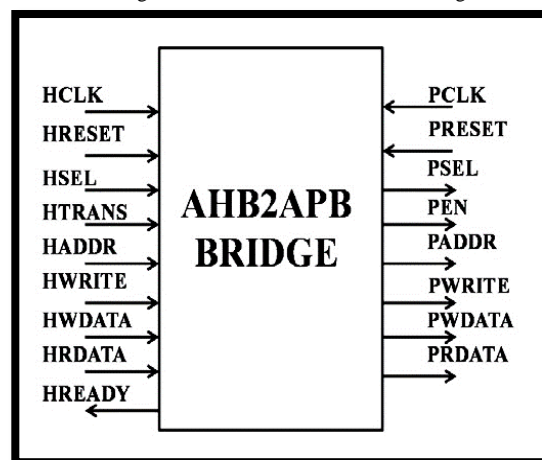 HCLK
HRESET
HSEL
HTRANS
HADDR
HWRITE
HWDATA
HRDATA
HREADY
AHB2APB
BRIDGE
PCLK
PRESET
PSEL
PEN
PADDR
PWRITE
PWDATA
PRDATA